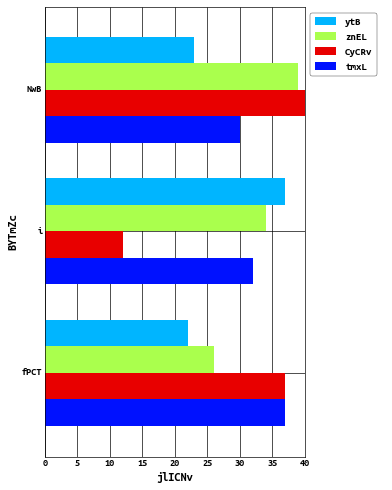 ytB
znEL
CyCRv
tmxL
NwB
i
fPCT
BYTmZc
0 5 10 15 20 25 30 35 40
jlICNv